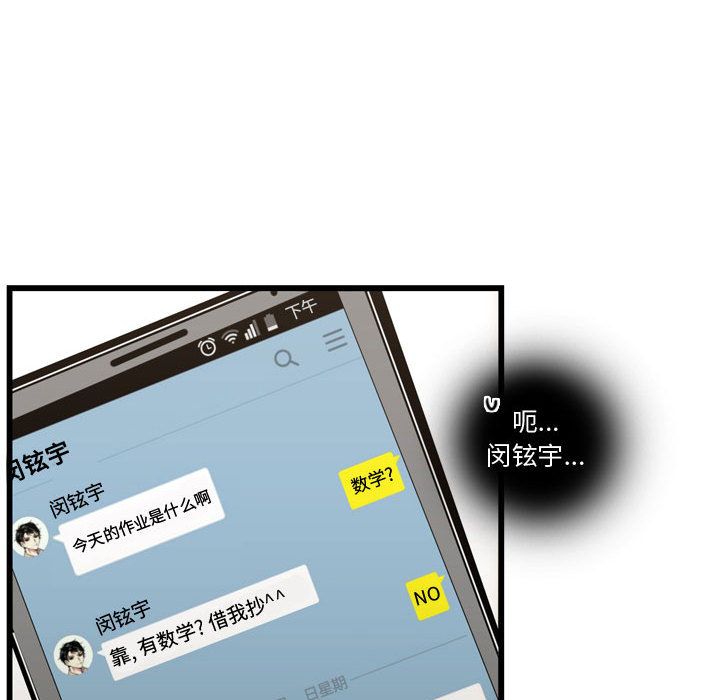 下午
闵铉宇
呃...
闵铉宇...
闵铉宇
今天的作业是什么啊
数学?
闵铉宇
靠, 有数学? 借我抄^^
NO
日星期